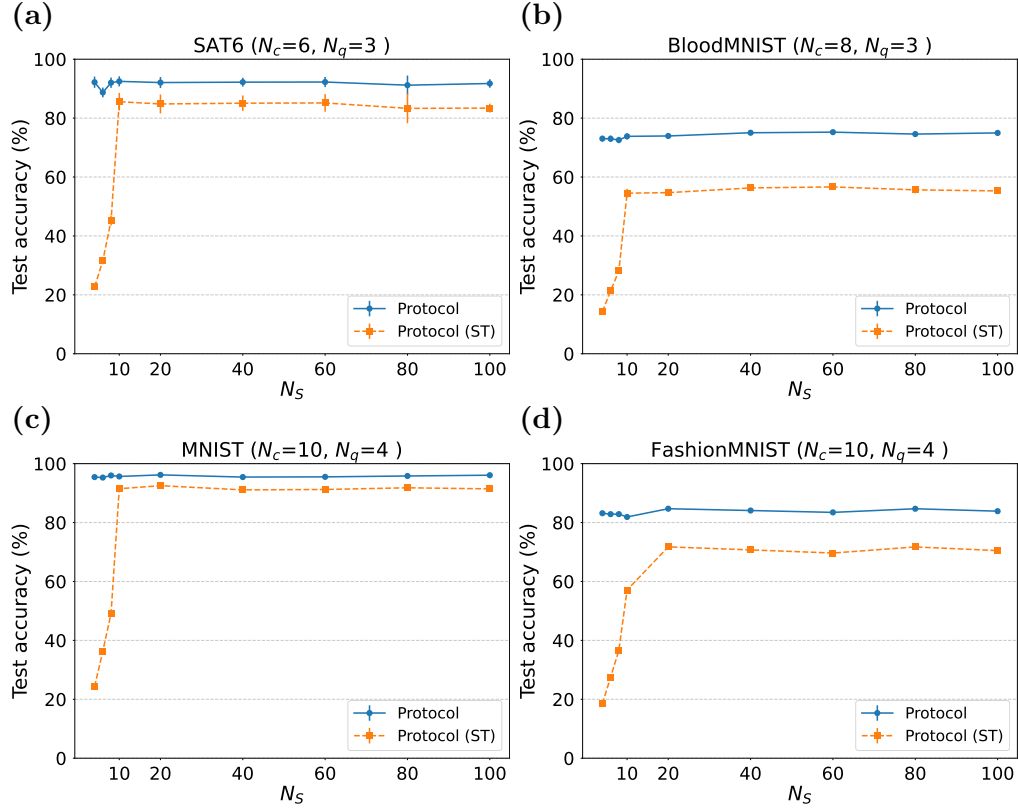 (a)
SAT6 (N_c=6, N_q=3 )
100
80
60
40
20
0
Test accuracy (%)
10 20 40 60 80 100
N_S
Protocol
Protocol (ST)
(b)
BloodMNIST (N_c=8, N_q=3 )
100
80
60
40
20
0
Test accuracy (%)
10 20 40 60 80 100
N_S
Protocol
Protocol (ST)
(c)
MNIST (N_c=10, N_q=4 )
100
80
60
40
20
0
Test accuracy (%)
10 20 40 60 80 100
N_S
Protocol
Protocol (ST)
(d)
FashionMNIST (N_c=10, N_q=4 )
100
80
60
40
20
0
Test accuracy (%)
10 20 40 60 80 100
N_S
Protocol
Protocol (ST)